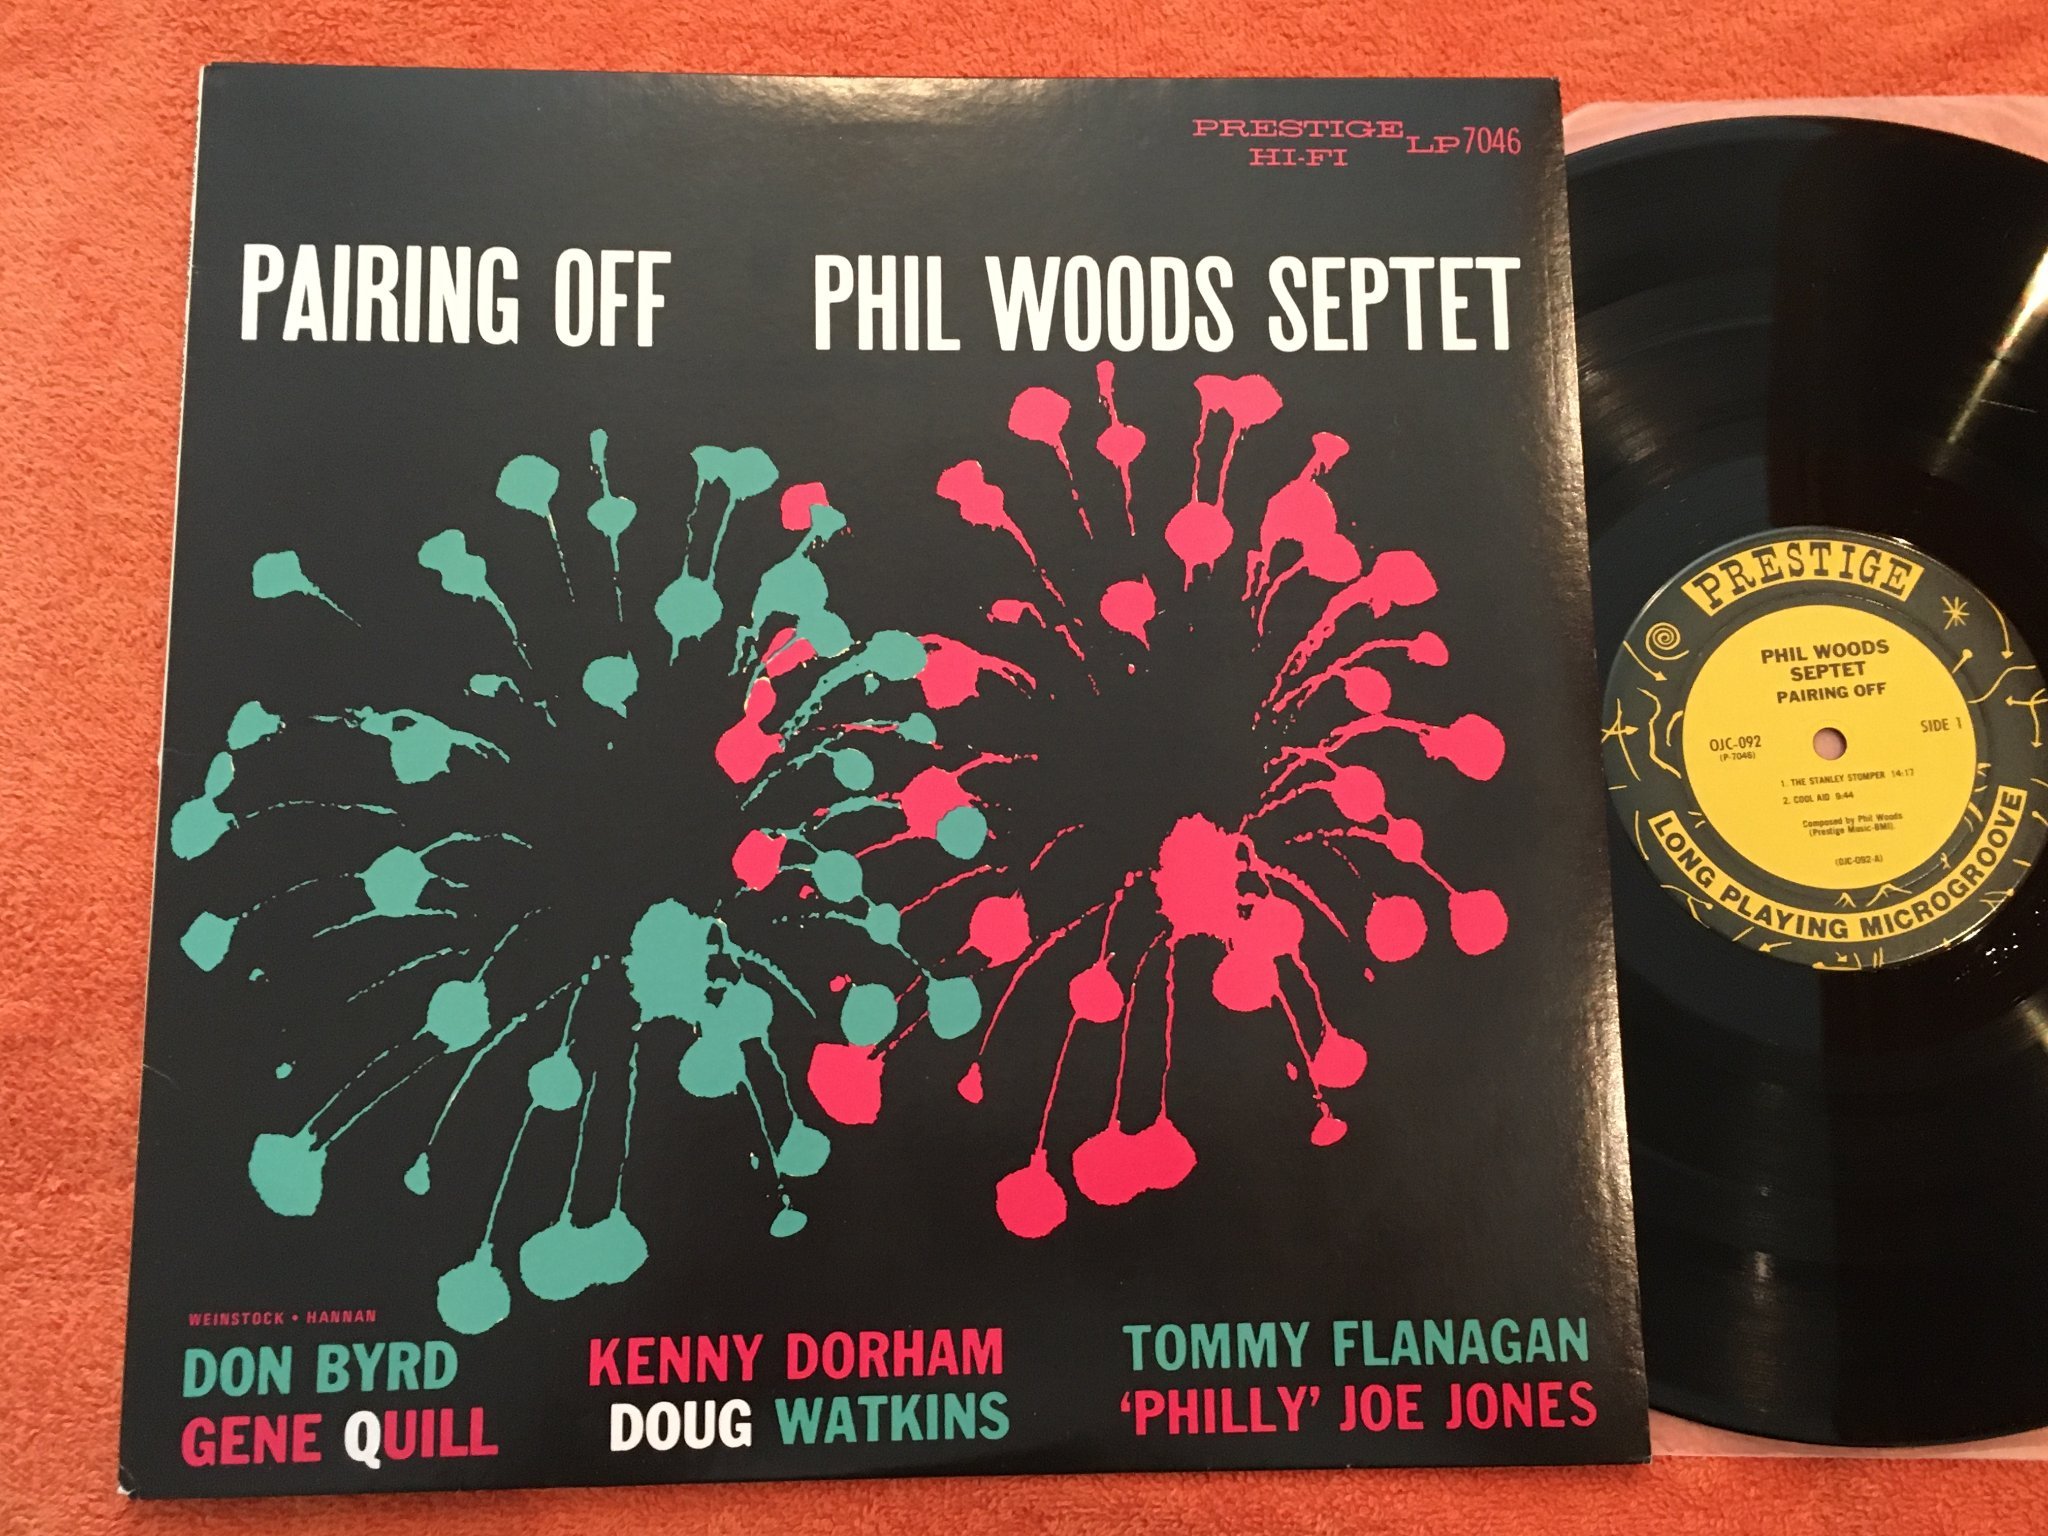 PRESTIGE LP 7046
HI-FI
PAIRING OFF PHIL WOODS SEPTET
WEINSTOCK • HANNAN
DON BYRD KENNY DORHAM TOMMY FLANAGAN
GENE QUILL DOUG WATKINS ‘PHILLY’ JOE JONES
PRESTIGE
PHIL WOODS
SEPTET
PAIRING OFF
OJC-092 SIDE 1
(P-7046)
1. THE STANLEY STOMPER 14:17
2. COOL AID 9:44
Composed by Phil Woods
(Prestige Music-BMI).
(OJC-092-A)
LONG PLAYING MICROGROOVE